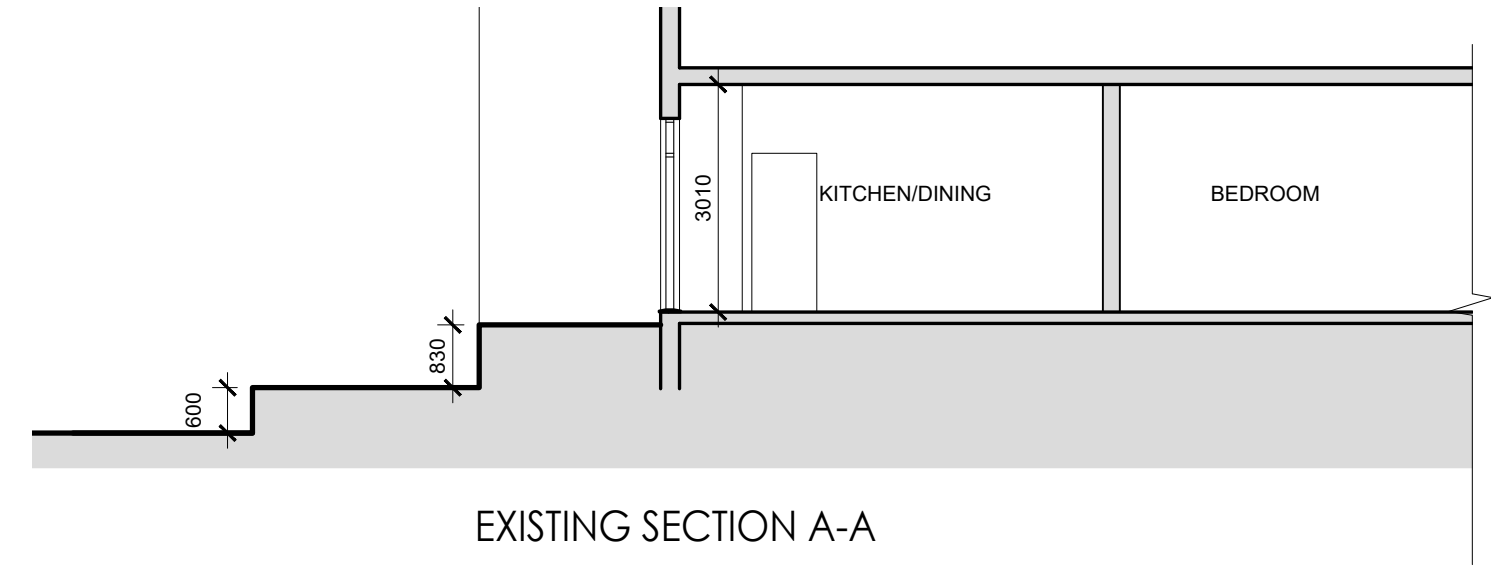 3010
KITCHEN/DINING
BEDROOM
830
600
EXISTING SECTION A-A